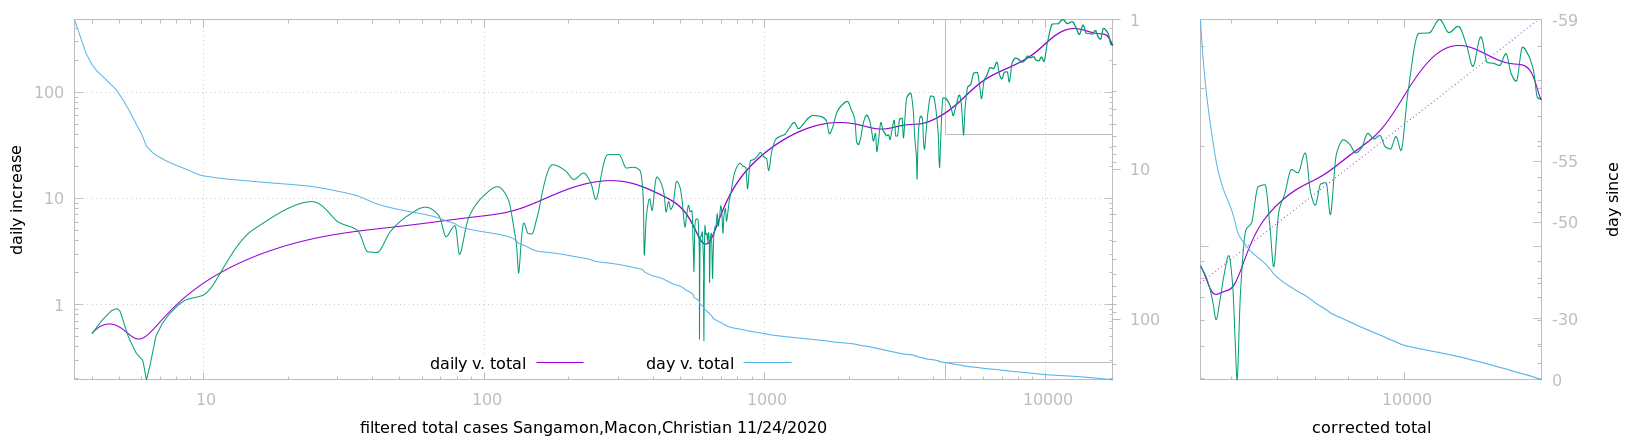 daily increase
100
10
1
10
100
1000
10000
1
10
100
daily v. total
day v. total
filtered total cases Sangamon,Macon,Christian 11/24/2020
10000
corrected total
-59
-55
-50
-30
0
day since